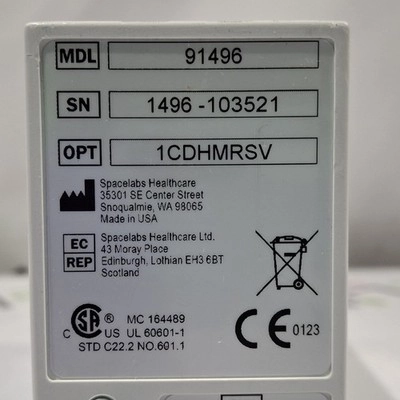 MDL 91496
SN 1496 -103521
OPT 1CDHMRSV
Spacelabs Healthcare
35301 SE Center Street
Snoqualmie, WA 98065
Made in USA
EC REP
Spacelabs Healthcare Ltd.
43 Moray Place
Edinburgh, Lothian EH3 6BT
Scotland
C SA ® US
MC 164489
UL 60601-1
STD C22.2 NO.601.1
CE 0123